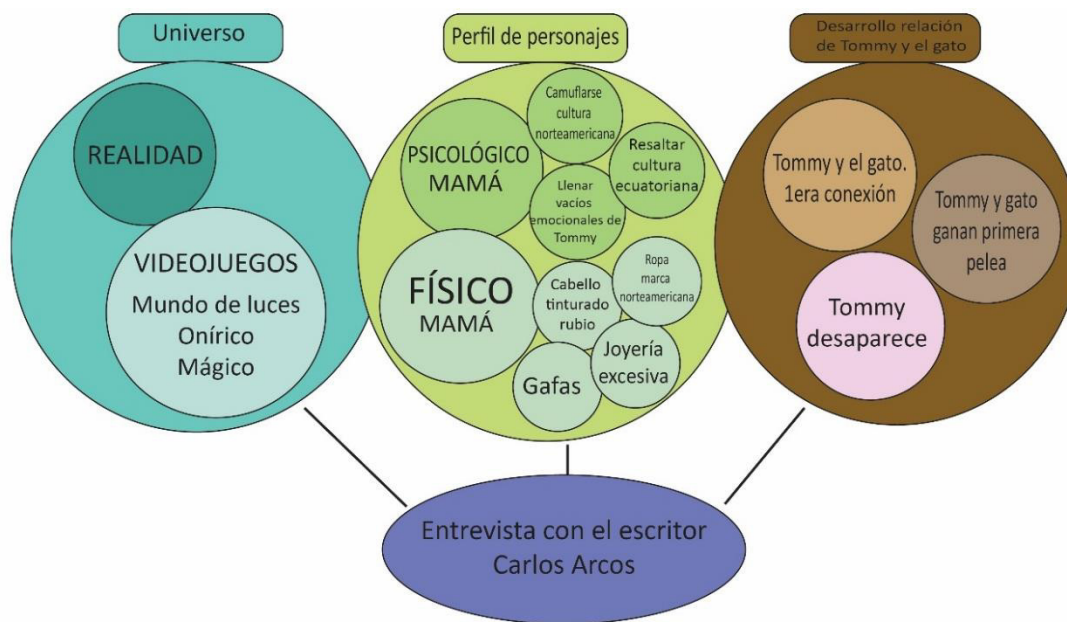 Universo
REALIDAD
VIDEOJUEGOS
Mundo de luces
Onírico
Mágico
Perfil de personajes
PSICOLÓGICO
MAMÁ
Camuflarse
cultura
norteamericana
Resaltar
cultura
ecuatoriana
Llenar
vacíos
emocionales de
Tommy
FÍSICO
MAMÁ
Cabello
tinturado
rubio
Ropa
marca
norteamericana
Gafas
Joyería
excesiva
Desarrollo relación
de Tommy y el gato
Tommy y el gato.
1era conexión
Tommy y gato
ganan primera
pelea
Tommy
desaparece
Entrevista con el escritor
Carlos Arcos